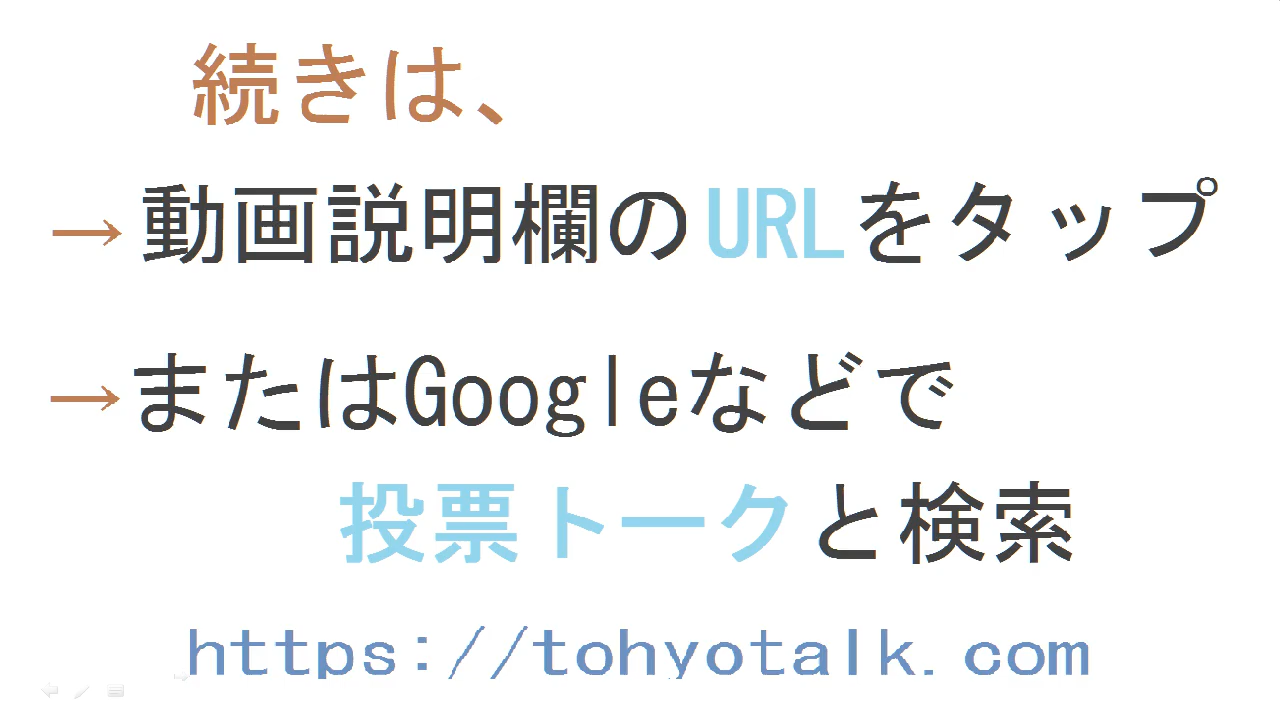 続きは、
→動画説明欄のURLをタップ
→またはGoogleなどで
投票トークと検索
https://tohyotalk.com